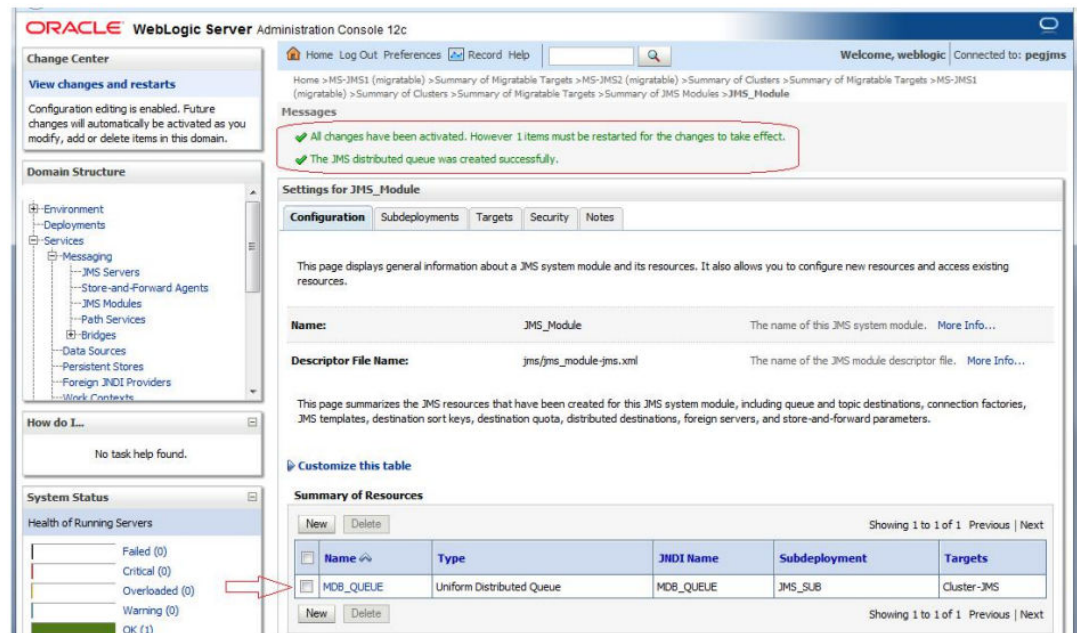 ORACLE WebLogic Server Administration Console 12c
Change Center
View changes and restarts
Configuration editing is enabled. Future
changes will automatically be activated as you
modify, add or delete items in this domain.
Domain Structure
Environment
Deployments
Services
Messaging
JMS Servers
Store-and-Forward Agents
JMS Modules
Path Services
Bridges
Data Sources
Persistent Stores
Foreign JNDI Providers
Work Contexts
How do I...
No task help found.
System Status
Health of Running Servers
Failed (0)
Critical (0)
Overloaded (0)
Warning (0)
OK (1)
Home Log Out Preferences Record Help
Welcome, weblogic Connected to: pegjms
Home >MS-JMS1 (migratable) >Summary of Migratable Targets >MS-JMS2 (migratable) >Summary of Clusters >Summary of Migratable Targets >MS-JMS1
(migratable) >Summary of Clusters >Summary of Migratable Targets >Summary of JMS Modules >JMS_Module
Messages
All changes have been activated. However 1 items must be restarted for the changes to take effect.
The JMS distributed queue was created successfully.
Settings for JMS_Module
Configuration Subdeployments Targets Security Notes
This page displays general information about a JMS system module and its resources. It also allows you to configure new resources and access existing
resources.
Name: JMS_Module The name of this JMS system module. More Info...
Descriptor File Name: jms/jms_module-jms.xml The name of the JMS module descriptor file. More Info...
This page summarizes the JMS resources that have been created for this JMS system module, including queue and topic destinations, connection factories,
JMS templates, destination sort keys, destination quota, distributed destinations, foreign servers, and store-and-forward parameters.
Customize this table
Summary of Resources
New Delete Showing 1 to 1 of 1 Previous | Next
Name Type JNDI Name Subdeployment Targets
MDB_QUEUE Uniform Distributed Queue MDB_QUEUE JMS_SUB Cluster-JMS
New Delete Showing 1 to 1 of 1 Previous | Next